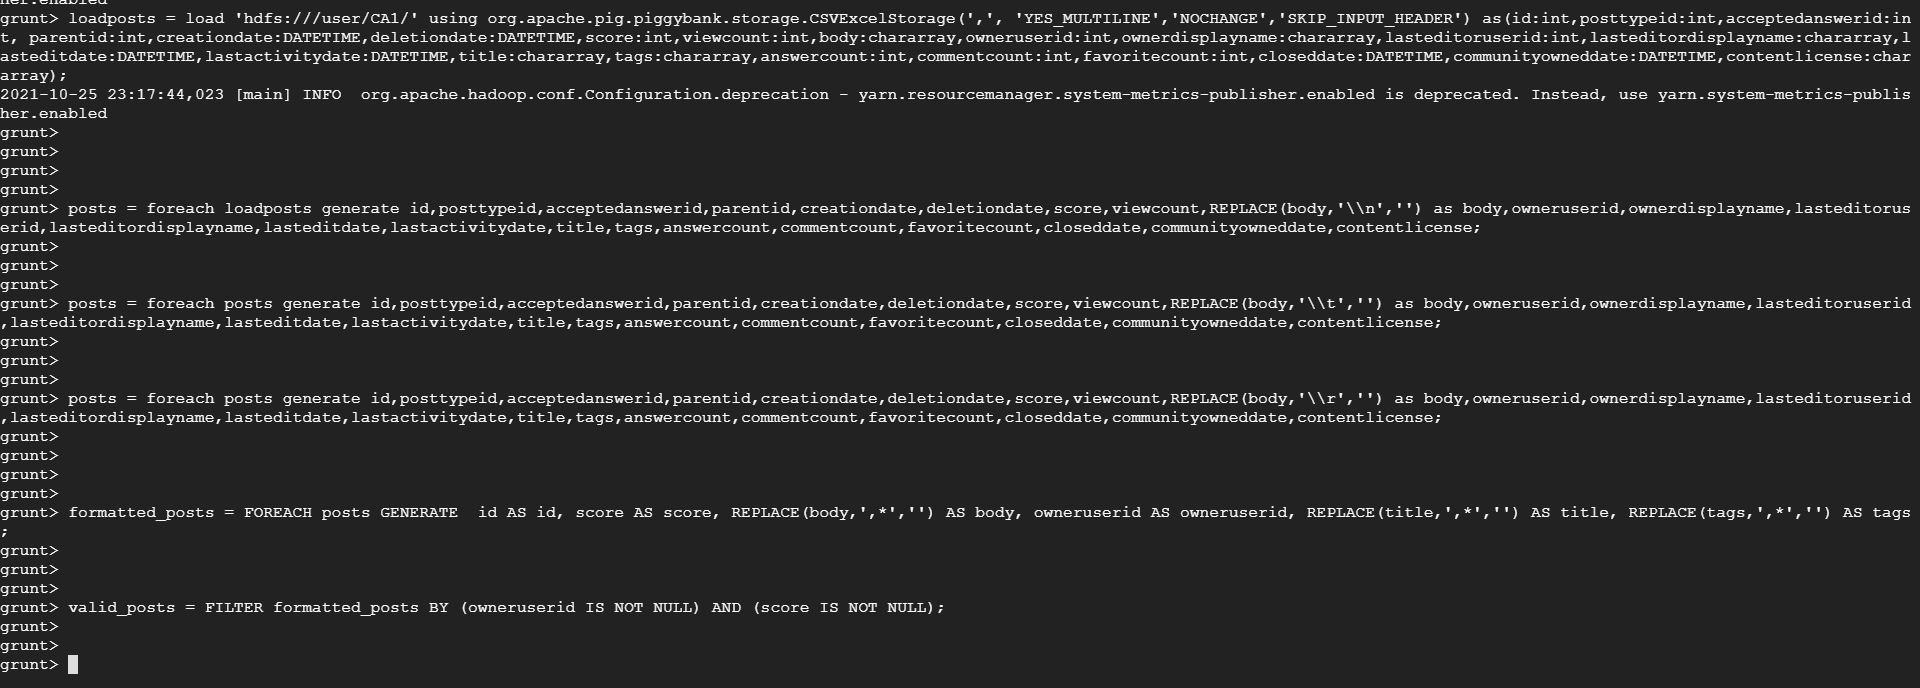 her.enabled
grunt> loadposts = load 'hdfs:///user/CA1/' using org.apache.pig.piggybank.storage.CSVExcelStorage(',', 'YES_MULTILINE','NOCHANGE','SKIP_INPUT_HEADER') as(id:int,posttypeid:int,acceptedanswerid:in
t, parentid:int,creationdate:DATETIME,deletiondate:DATETIME,score:int,viewcount:int,body:chararray,owneruserid:int,ownerdisplayname:chararray,lasteditoruserid:int,lasteditordisplayname:chararray,l
asteditdate:DATETIME,lastactivitydate:DATETIME,title:chararray,tags:chararray,answercount:int,commentcount:int,favoritecount:int,closeddate:DATETIME,communityowneddate:DATETIME,contentlicense:char
array);
2021-10-25 23:17:44,023 [main] INFO  org.apache.hadoop.conf.Configuration.deprecation - yarn.resourcemanager.system-metrics-publisher.enabled is deprecated. Instead, use yarn.system-metrics-publis
her.enabled
grunt>
grunt>
grunt>
grunt>
grunt> posts = foreach loadposts generate id,posttypeid,acceptedanswerid,parentid,creationdate,deletiondate,score,viewcount,REPLACE(body,'\\n','') as body,owneruserid,ownerdisplayname,lasteditorus
erid,lasteditordisplayname,lasteditdate,lastactivitydate,title,tags,answercount,commentcount,favoritecount,closeddate,communityowneddate,contentlicense;
grunt>
grunt>
grunt>
grunt> posts = foreach posts generate id,posttypeid,acceptedanswerid,parentid,creationdate,deletiondate,score,viewcount,REPLACE(body,'\\t','') as body,owneruserid,ownerdisplayname,lasteditoruserid
,lasteditordisplayname,lasteditdate,lastactivitydate,title,tags,answercount,commentcount,favoritecount,closeddate,communityowneddate,contentlicense;
grunt>
grunt>
grunt>
grunt> posts = foreach posts generate id,posttypeid,acceptedanswerid,parentid,creationdate,deletiondate,score,viewcount,REPLACE(body,'\\r','') as body,owneruserid,ownerdisplayname,lasteditoruserid
,lasteditordisplayname,lasteditdate,lastactivitydate,title,tags,answercount,commentcount,favoritecount,closeddate,communityowneddate,contentlicense;
grunt>
grunt>
grunt>
grunt>
grunt> formatted_posts = FOREACH posts GENERATE  id AS id, score AS score, REPLACE(body,',*','') AS body, owneruserid AS owneruserid, REPLACE(title,',*','') AS title, REPLACE(tags,',*','') AS tags
;
grunt>
grunt>
grunt>
grunt> valid_posts = FILTER formatted_posts BY (owneruserid IS NOT NULL) AND (score IS NOT NULL);
grunt>
grunt>
grunt>